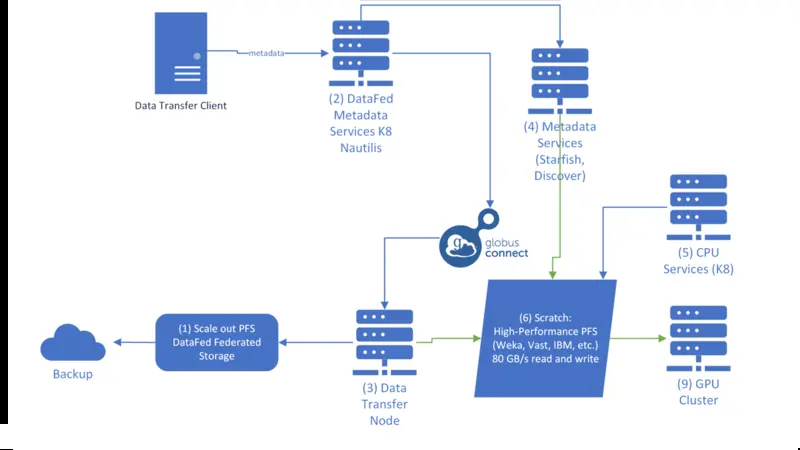 metadata
Data Transfer Client
(2) DataFed
Metadata
Services K8
Nautilis
(4) Metadata
Services
(Starfish,
Discover)
g
globus
connect
(5) CPU
Services (K8)
(1) Scale out PFS
DataFed Federated
Storage
Backup
(3) Data
Transfer
Node
(6) Scratch:
High-Performance PFS
(Weka, Vast, IBM, etc.)
80 GB/s read and write
(9) GPU
Cluster